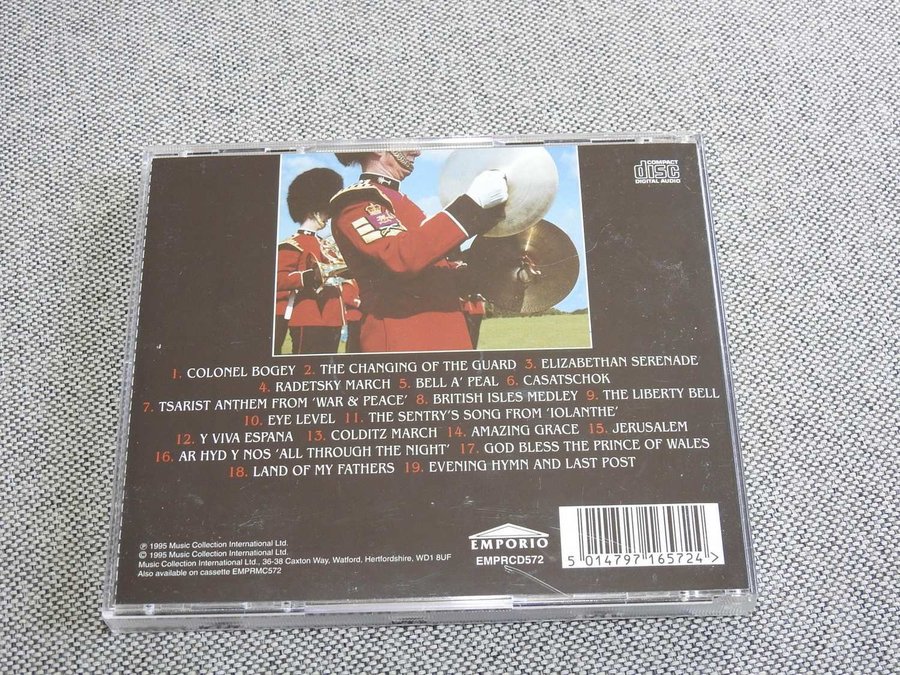 COMPACT
disc
DIGITAL AUDIO
1. COLONEL BOGEY 2. THE CHANGING OF THE GUARD 3. ELIZABETHAN SERENADE
4. RADETSKY MARCH 5. BELL A' PEAL 6. CASATSCHOK
7. TSARIST ANTHEM FROM 'WAR & PEACE' 8. BRITISH ISLES MEDLEY 9. THE LIBERTY BELL
10. EYE LEVEL 11. THE SENTRY'S SONG FROM 'IOLANTHE'
12. Y VIVA ESPANA 13. COLDITZ MARCH 14. AMAZING GRACE 15. JERUSALEM
16. AR HYD Y NOS 'ALL THROUGH THE NIGHT' 17. GOD BLESS THE PRINCE OF WALES
18. LAND OF MY FATHERS 19. EVENING HYMN AND LAST POST
℗ 1995 Music Collection International Ltd.
© 1995 Music Collection International Ltd.
Music Collection International Ltd., 36-38 Caxton Way, Watford, Hertfordshire, WD1 8UF
Also available on cassette EMPRMC572
EMPORIO
EMPRCD572
5 014797 165724 >